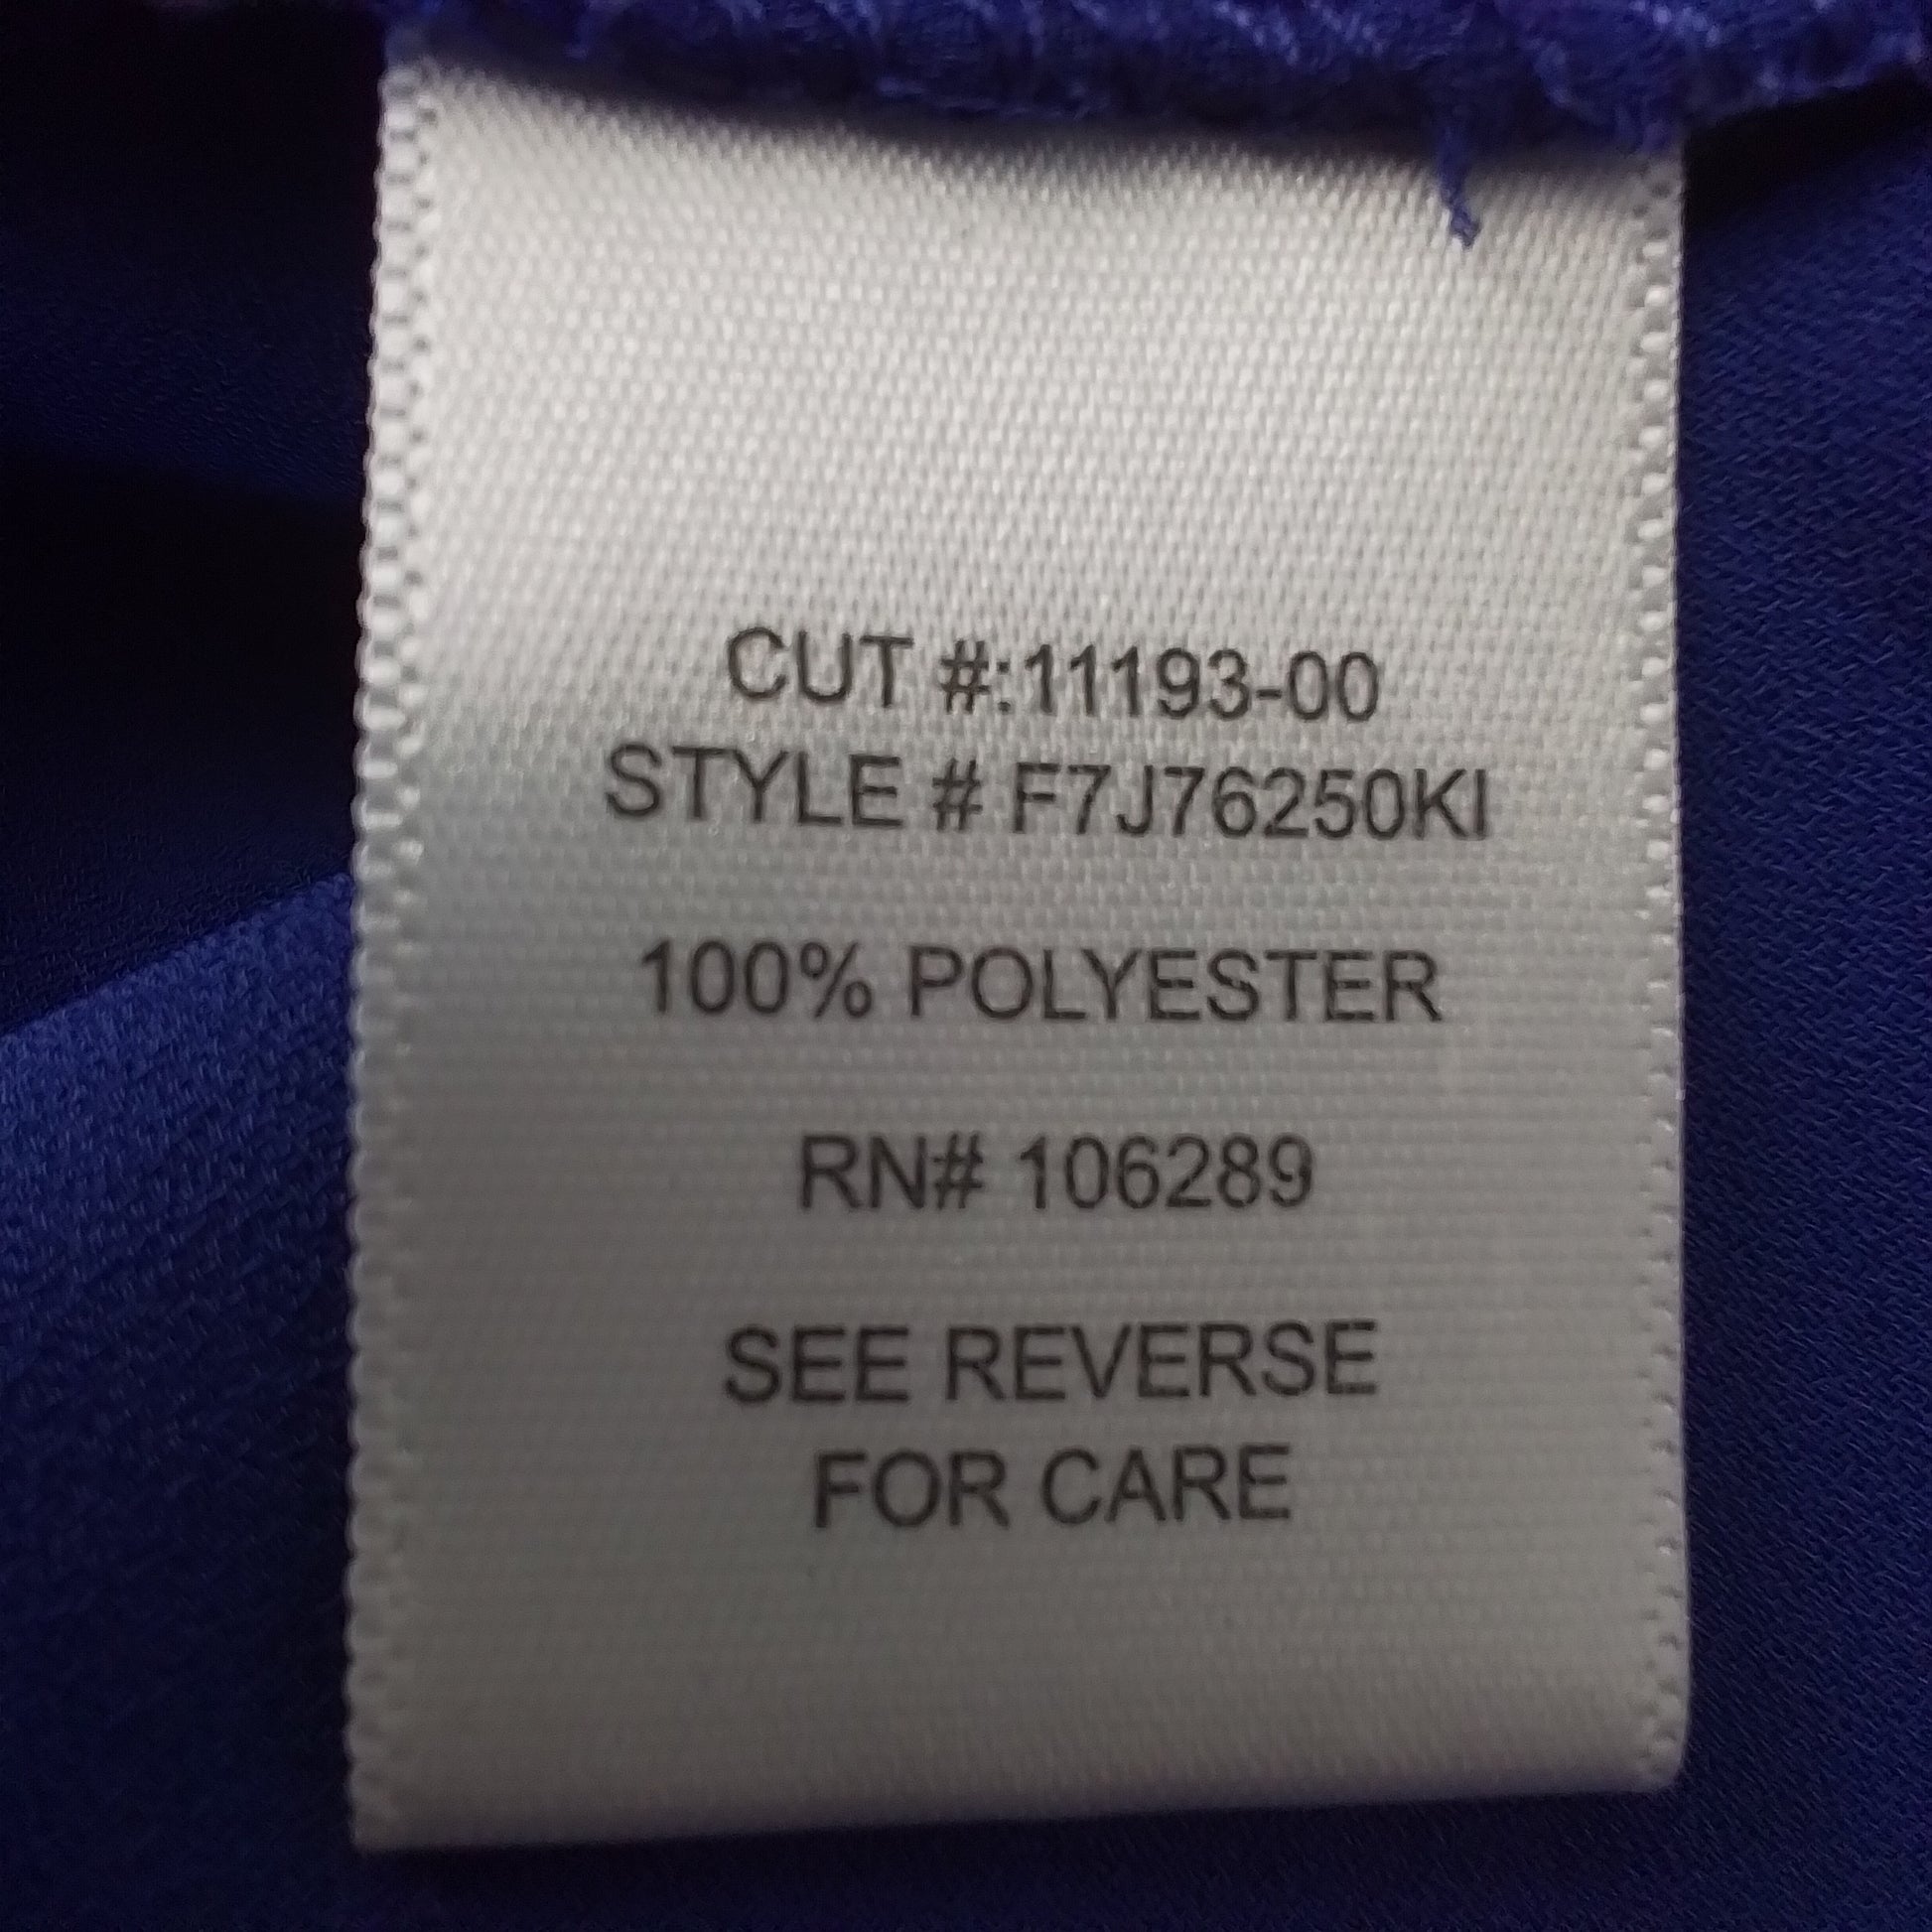 CUT #:11193-00
STYLE # F7J76250KI
100% POLYESTER
RN# 106289
SEE REVERSE
FOR CARE